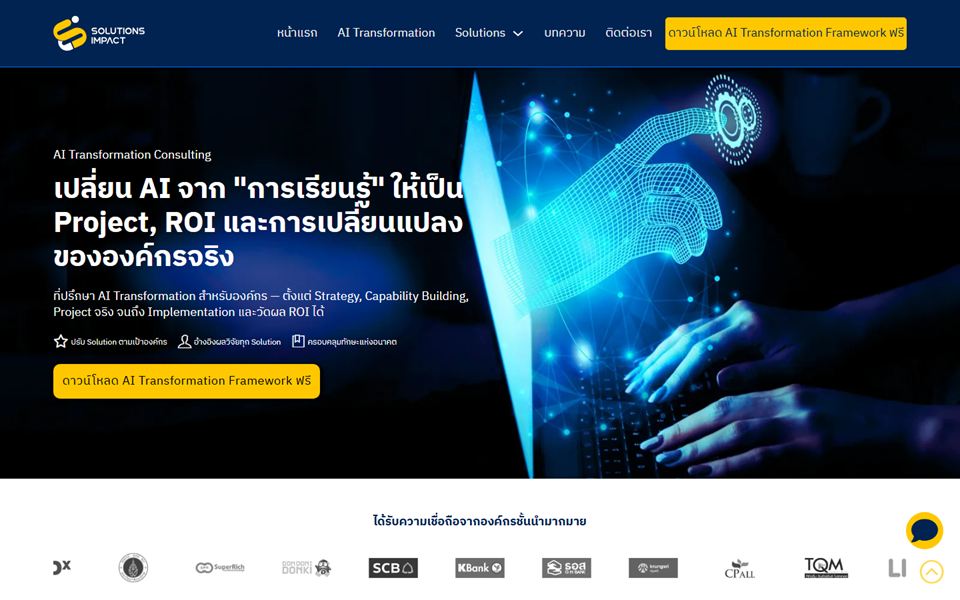 SOLUTIONS
IMPACT
หน้าแรก
AI Transformation
Solutions
บทความ
ติดต่อเรา
ดาวน์โหลด AI Transformation Framework ฟรี
AI Transformation Consulting
เปลี่ยน AI จาก "การเรียนรู้" ให้เป็น
Project, ROI และการเปลี่ยนแปลง
ขององค์กรจริง
ที่ปรึกษา AI Transformation สำหรับองค์กร — ตั้งแต่ Strategy, Capability Building,
Project จริง จนถึง Implementation และวัดผล ROI ได้
ปรับ Solution ตามเป้าองค์กร
อ้างอิงผลวิจัยทุก Solution
ครอบคลุมทักษะแห่งอนาคต
ดาวน์โหลด AI Transformation Framework ฟรี
ได้รับความเชื่อถือจากองค์กรชั้นนำมากมาย
SuperRich
DON DON
DONKI
SCB
KBank
ธอส
CPALL
TQM
LI